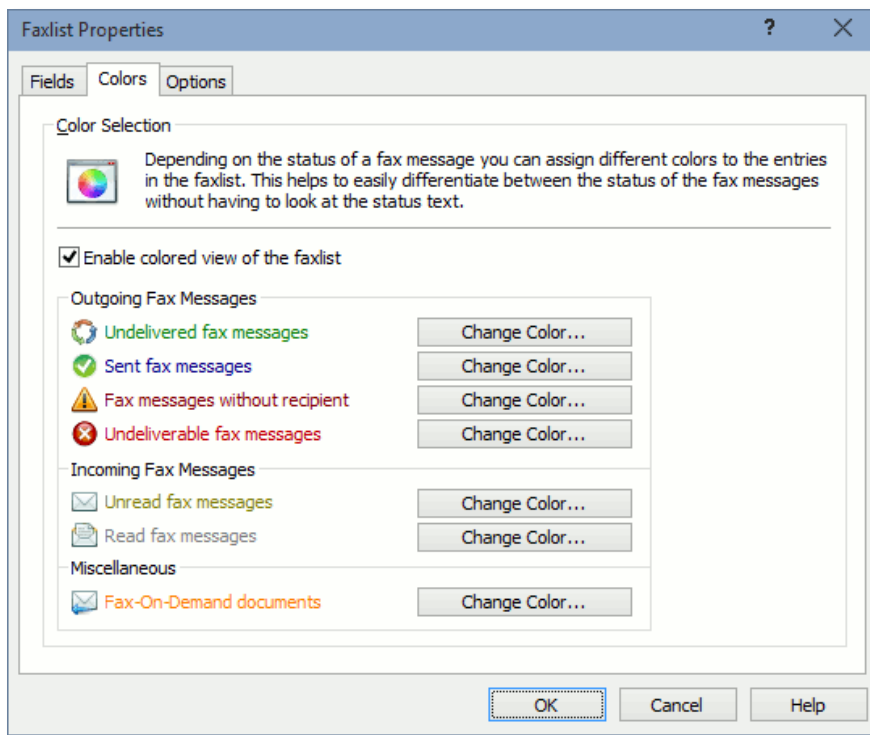 Faxlist Properties ?
Fields Colors Options
Color Selection
Depending on the status of a fax message you can assign different colors to the entries
in the faxlist. This helps to easily differentiate between the status of the fax messages
without having to look at the status text.
Enable colored view of the faxlist
Outgoing Fax Messages
Undelivered fax messages Change Color...
Sent fax messages Change Color...
Fax messages without recipient Change Color...
Undeliverable fax messages Change Color...
Incoming Fax Messages
Unread fax messages Change Color...
Read fax messages Change Color...
Miscellaneous
Fax-On-Demand documents Change Color...
OK Cancel Help